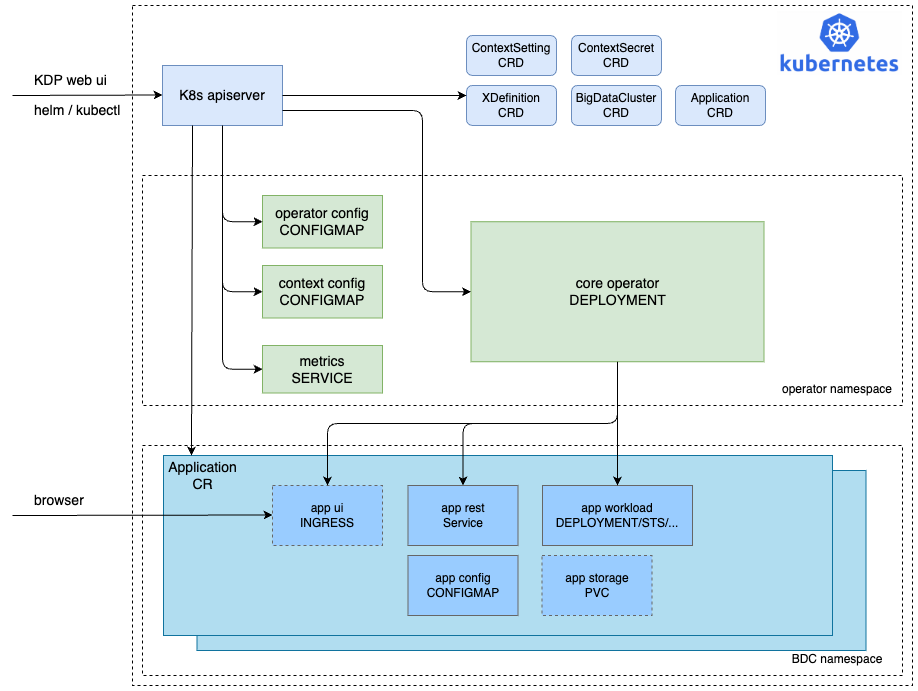 kubernetes
ContextSetting
CRD
ContextSecret
CRD
KDP web ui
helm / kubectl
K8s apiserver
XDefinition
CRD
BigDataCluster
CRD
Application
CRD
operator config
CONFIGMAP
context config
CONFIGMAP
metrics
SERVICE
core operator
DEPLOYMENT
operator namespace
Application
CR
browser
app ui
INGRESS
app rest
Service
app workload
DEPLOYMENT/STS/...
app config
CONFIGMAP
app storage
PVC
BDC namespace